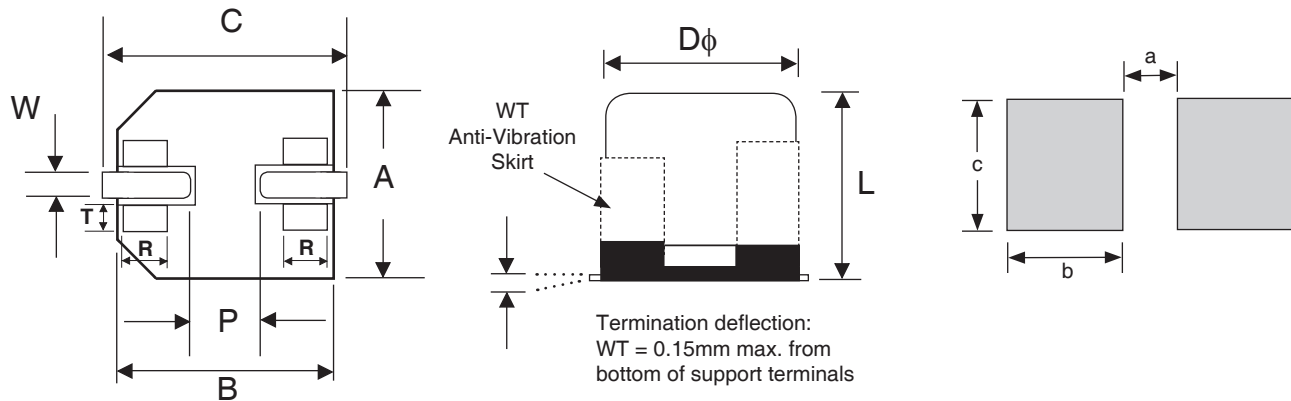 C
W
A
T
R
R
P
B
Dϕ
WT
Anti-Vibration
Skirt
L
Termination deflection:
WT = 0.15mm max. from
bottom of support terminals
a
c
b